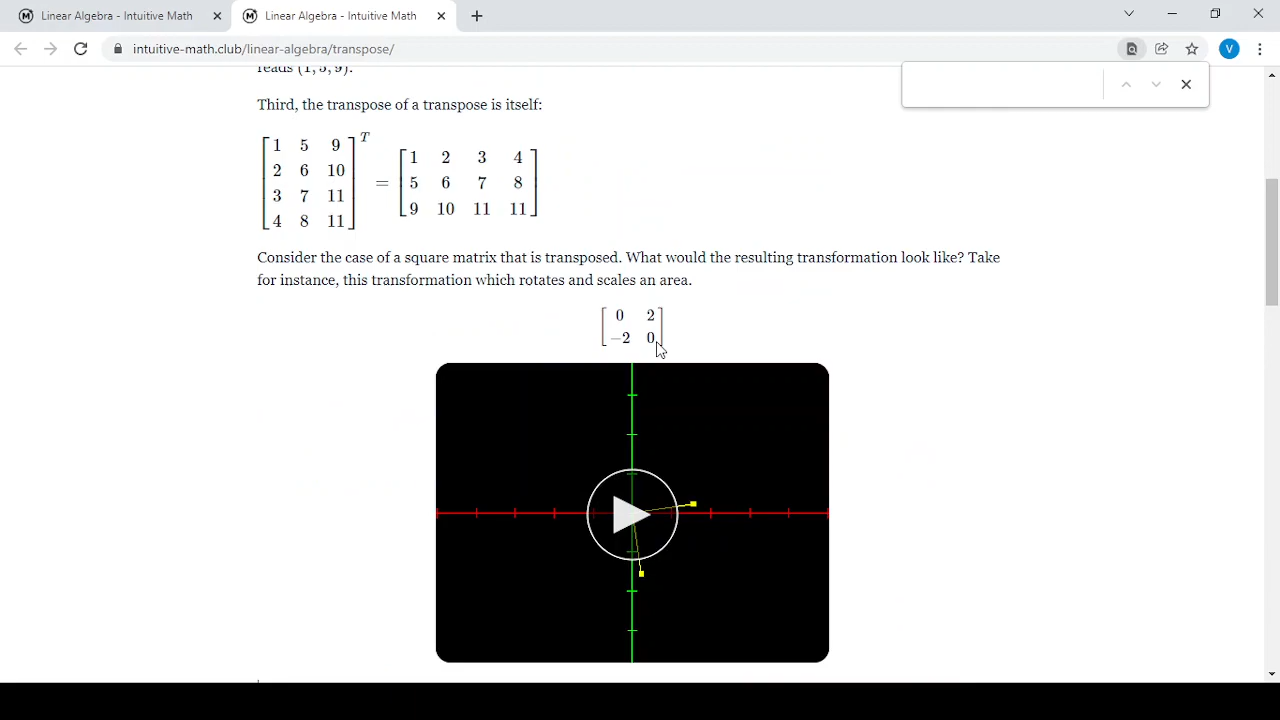 Linear Algebra - Intuitive Math
Linear Algebra - Intuitive Math
intuitive-math.club/linear-algebra/transpose/
V
reads (1, 5, 9).
Third, the transpose of a transpose is itself:
1 5 9 T
2 6 10
3 7 11
4 8 11
=
1 2 3 4
5 6 7 8
9 10 11 11
Consider the case of a square matrix that is transposed. What would the resulting transformation look like? Take
for instance, this transformation which rotates and scales an area.
0 2
−2 0